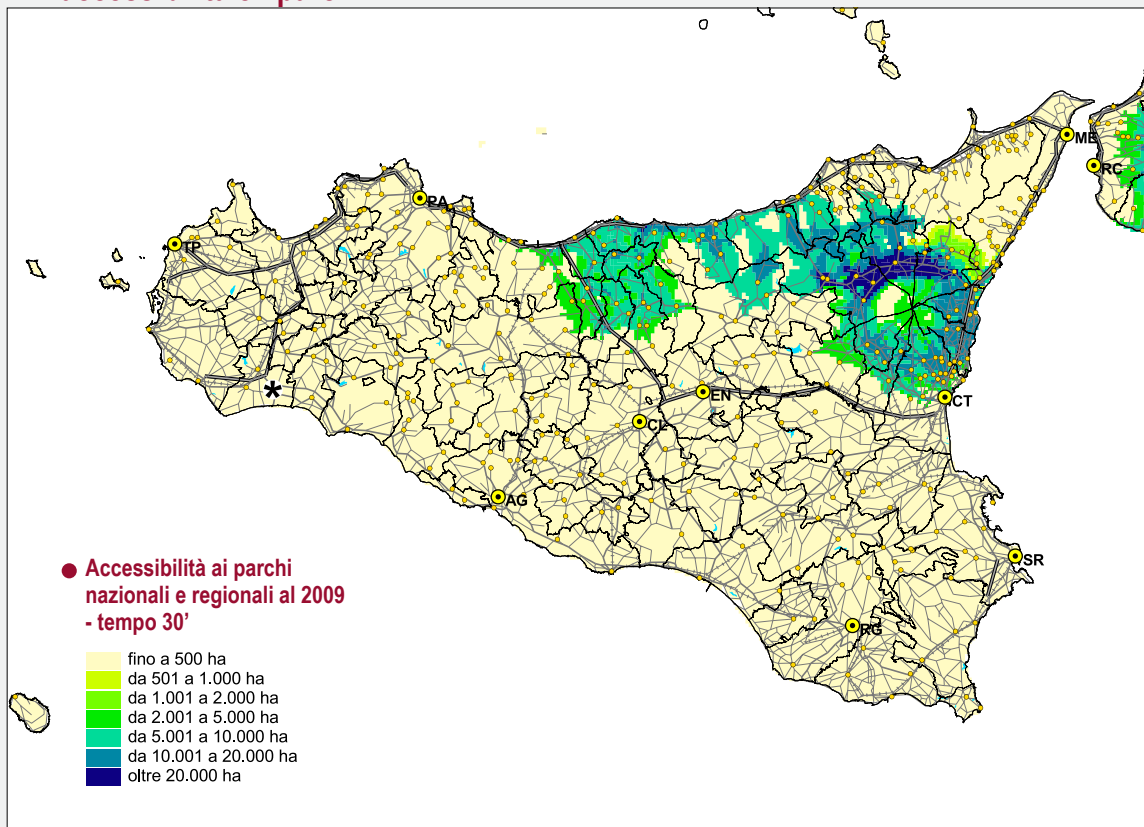 ME
RC
PA
TP
*
EN
CT
CL
AG
SR
RG
● Accessibilità ai parchi
nazionali e regionali al 2009
- tempo 30’
fino a 500 ha
da 501 a 1.000 ha
da 1.001 a 2.000 ha
da 2.001 a 5.000 ha
da 5.001 a 10.000 ha
da 10.001 a 20.000 ha
oltre 20.000 ha